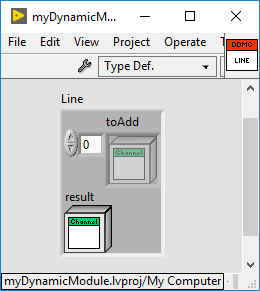 myDynamicM...
File Edit View Project Operate T
Type Def.
DDMC
LINE
Line
toAdd
0
Channel
result
Channel
myDynamicModule.lvproj/My Computer